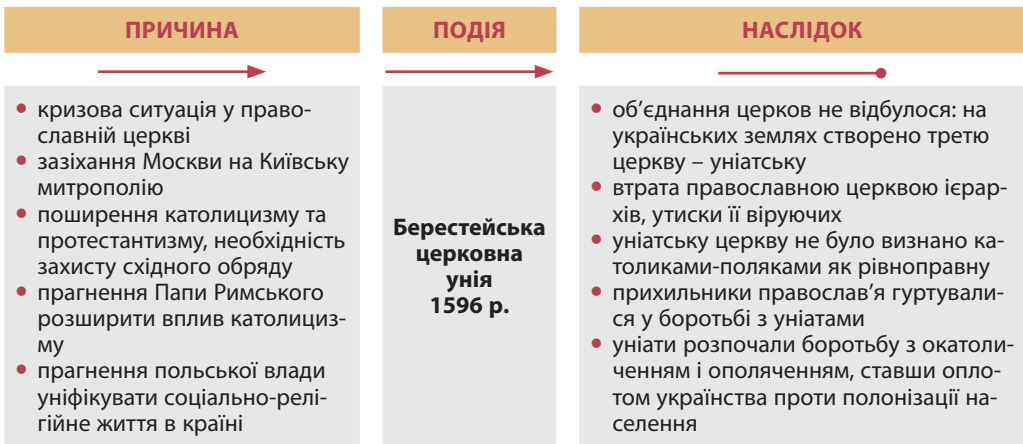 ПРИЧИНА
• кризова ситуація у право-
славній церкві
• зазіхання Москви на Київську
митрополію
• поширення католицизму та
протестантизму, необхідність
захисту східного обряду
• прагнення Папи Римського
розширити вплив католициз-
му
• прагнення польської влади
уніфікувати соціально-релі-
гійне життя в країні
ПОДІЯ
Берестейська
церковна
унія
1596 р.
НАСЛІДОК
• об’єднання церков не відбулося: на
українських землях створено третю
церкву – уніатську
• втрата православною церквою ієрар-
хів, утиски її віруючих
• уніатську церкву не було визнано ка-
толиками-поляками як рівноправну
• прихильники православ’я гуртували-
ся у боротьбі з уніатами
• уніати розпочали боротьбу з окатоли-
ченням і ополяченням, ставши опло-
том українства проти полонізації на-
селення